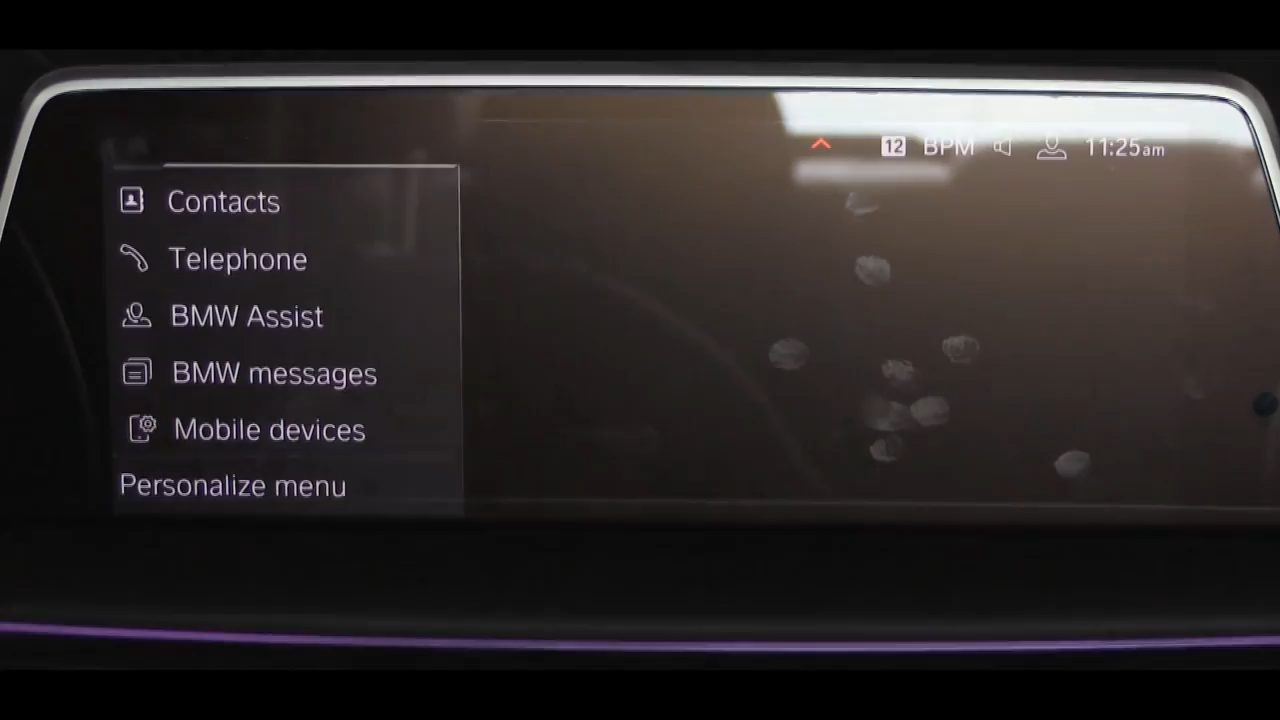 12 BPM 11:25am
Contacts
Telephone
BMW Assist
BMW messages
Mobile devices
Personalize menu